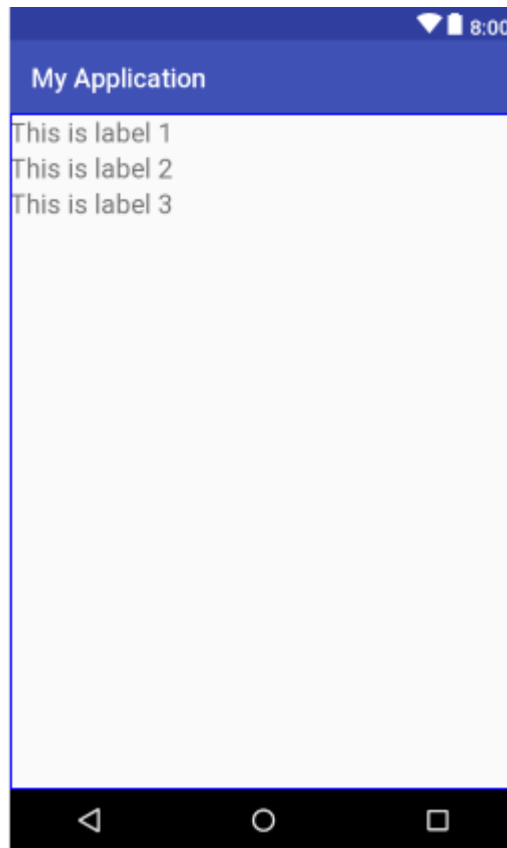 8:00
My Application
This is label 1
This is label 2
This is label 3